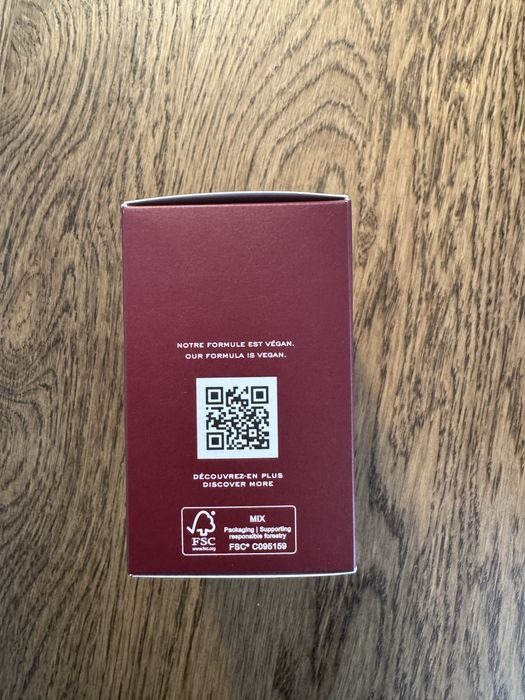 NOTRE FORMULE EST VÉGAN.
OUR FORMULA IS VEGAN.
DÉCOUVREZ-EN PLUS
DISCOVER MORE
FSC
www.fsc.org
MIX
Packaging | Supporting
responsible forestry
FSC® C095159